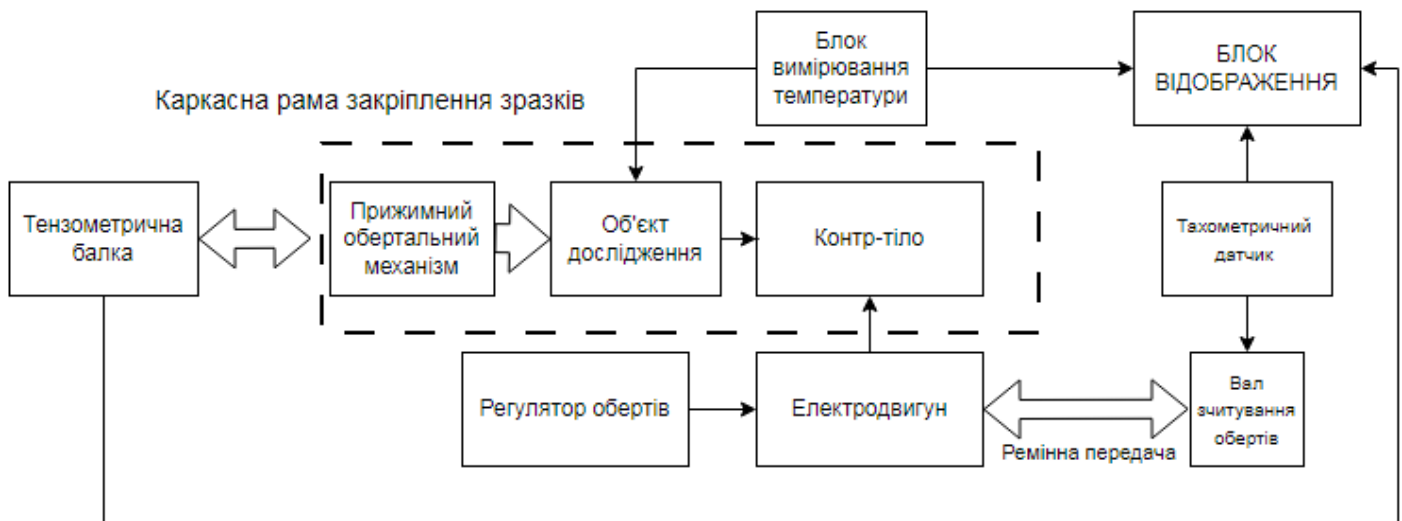 Блок
вимірювання
температури
БЛОК
ВІДОБРАЖЕННЯ
Каркасна рама закріплення зразків
Тензометрична
балка
Прижимний
обертальний
механізм
Об'єкт
дослідження
Контр-тіло
Тахометричний
датчик
Регулятор обертів
Електродвигун
Ремінна передача
Вал
зчитування
обертів